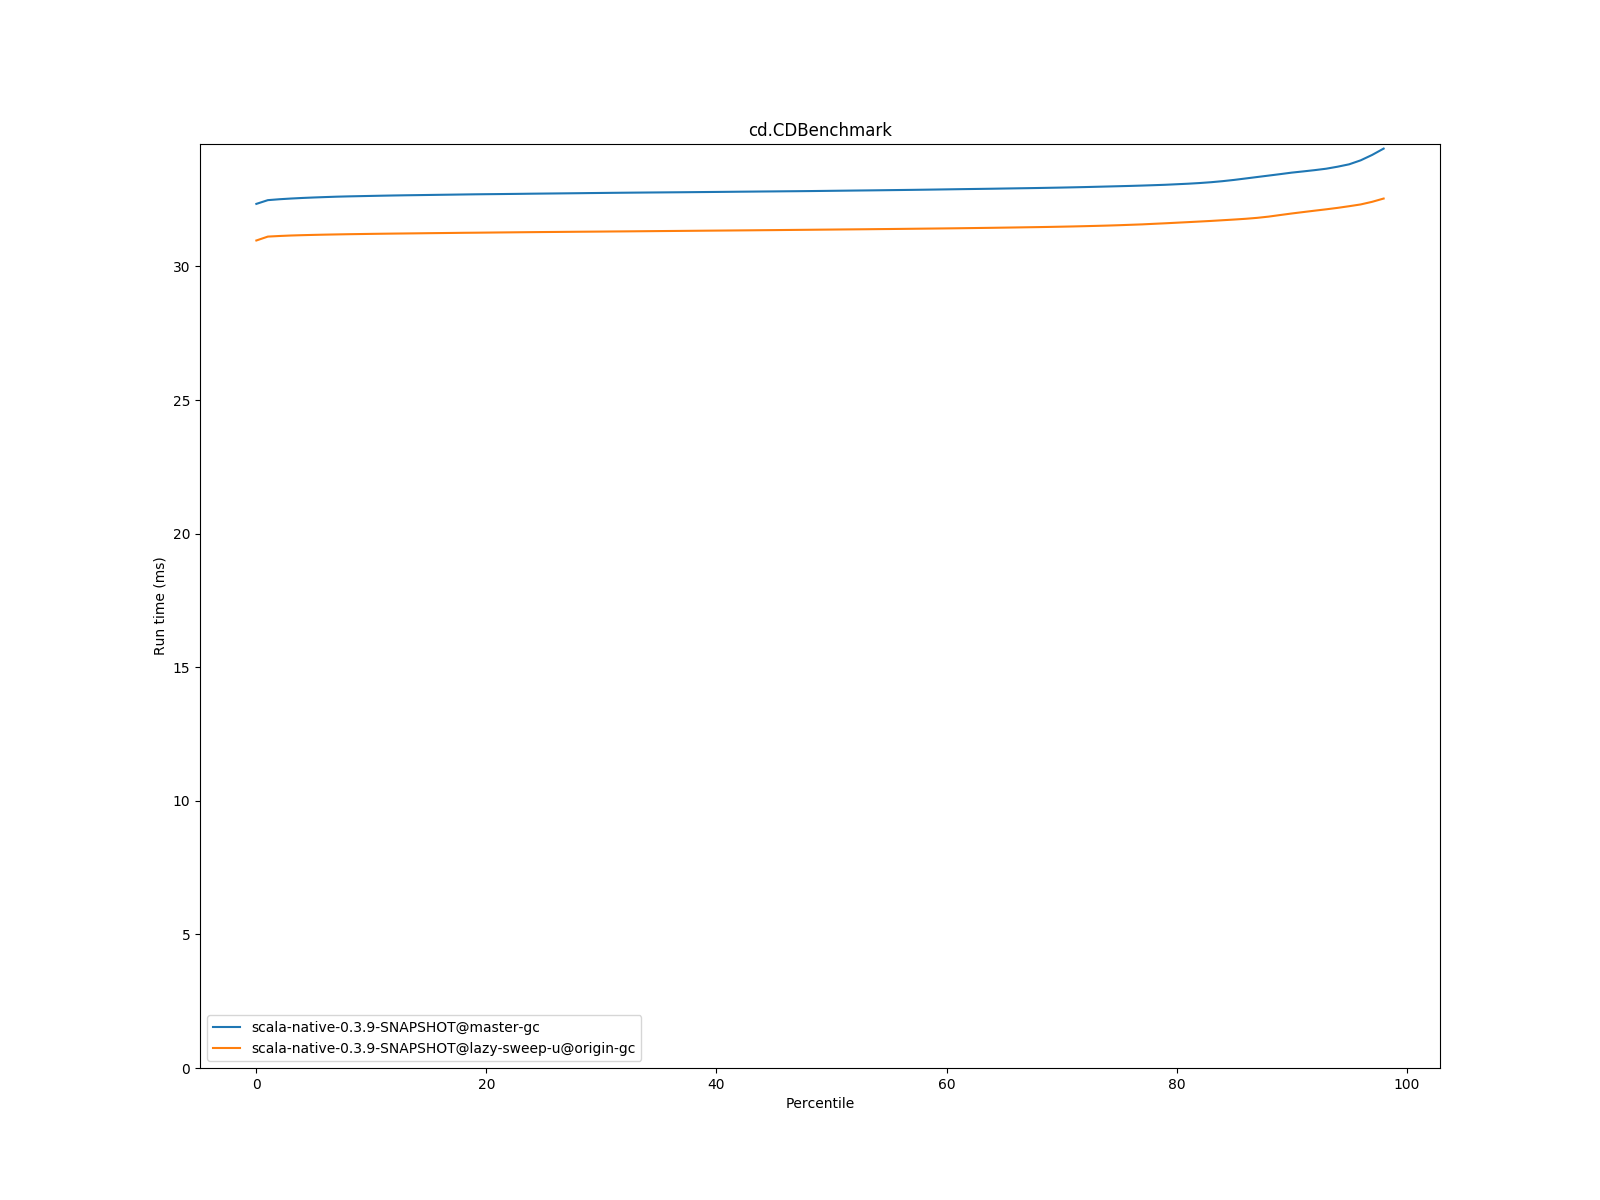 cd.CDBenchmark
Run time (ms)
30
25
20
15
10
5
0
scala-native-0.3.9-SNAPSHOT@master-gc
scala-native-0.3.9-SNAPSHOT@lazy-sweep-u@origin-gc
0 20 40 60 80 100
Percentile